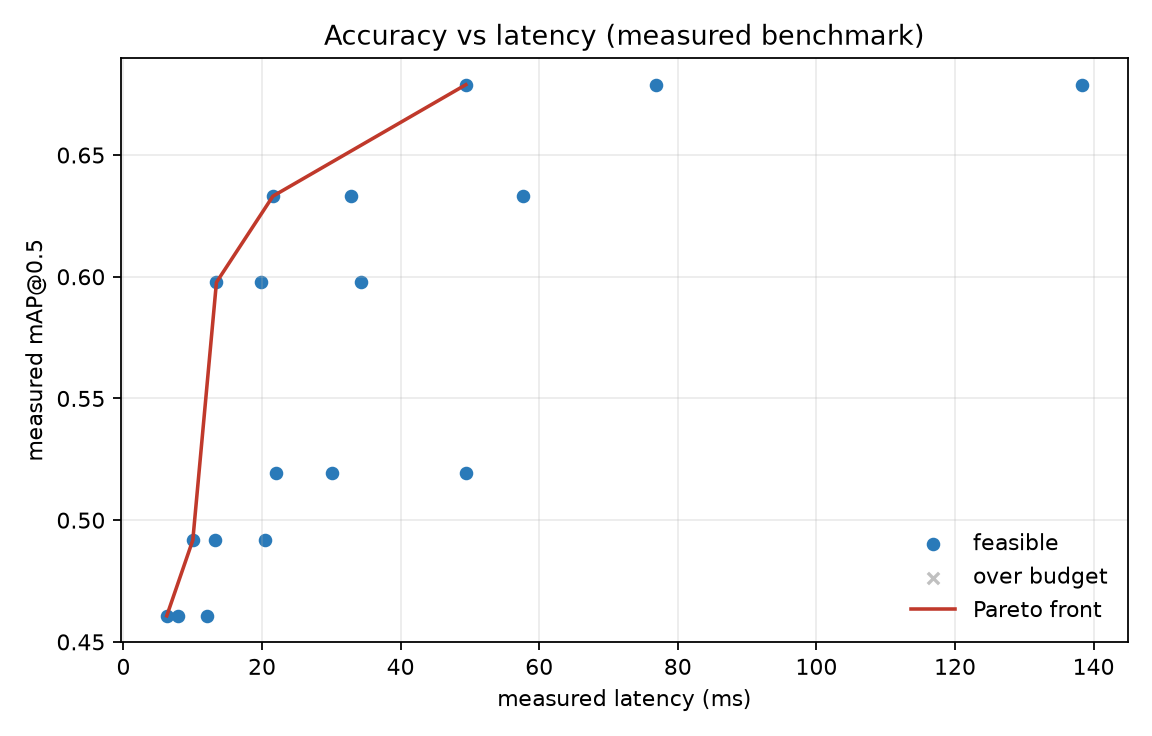 Accuracy vs latency (measured benchmark)
measured mAP@0.5
0.65
0.60
0.55
0.50
0.45
0 20 40 60 80 100 120 140
measured latency (ms)
feasible
over budget
Pareto front